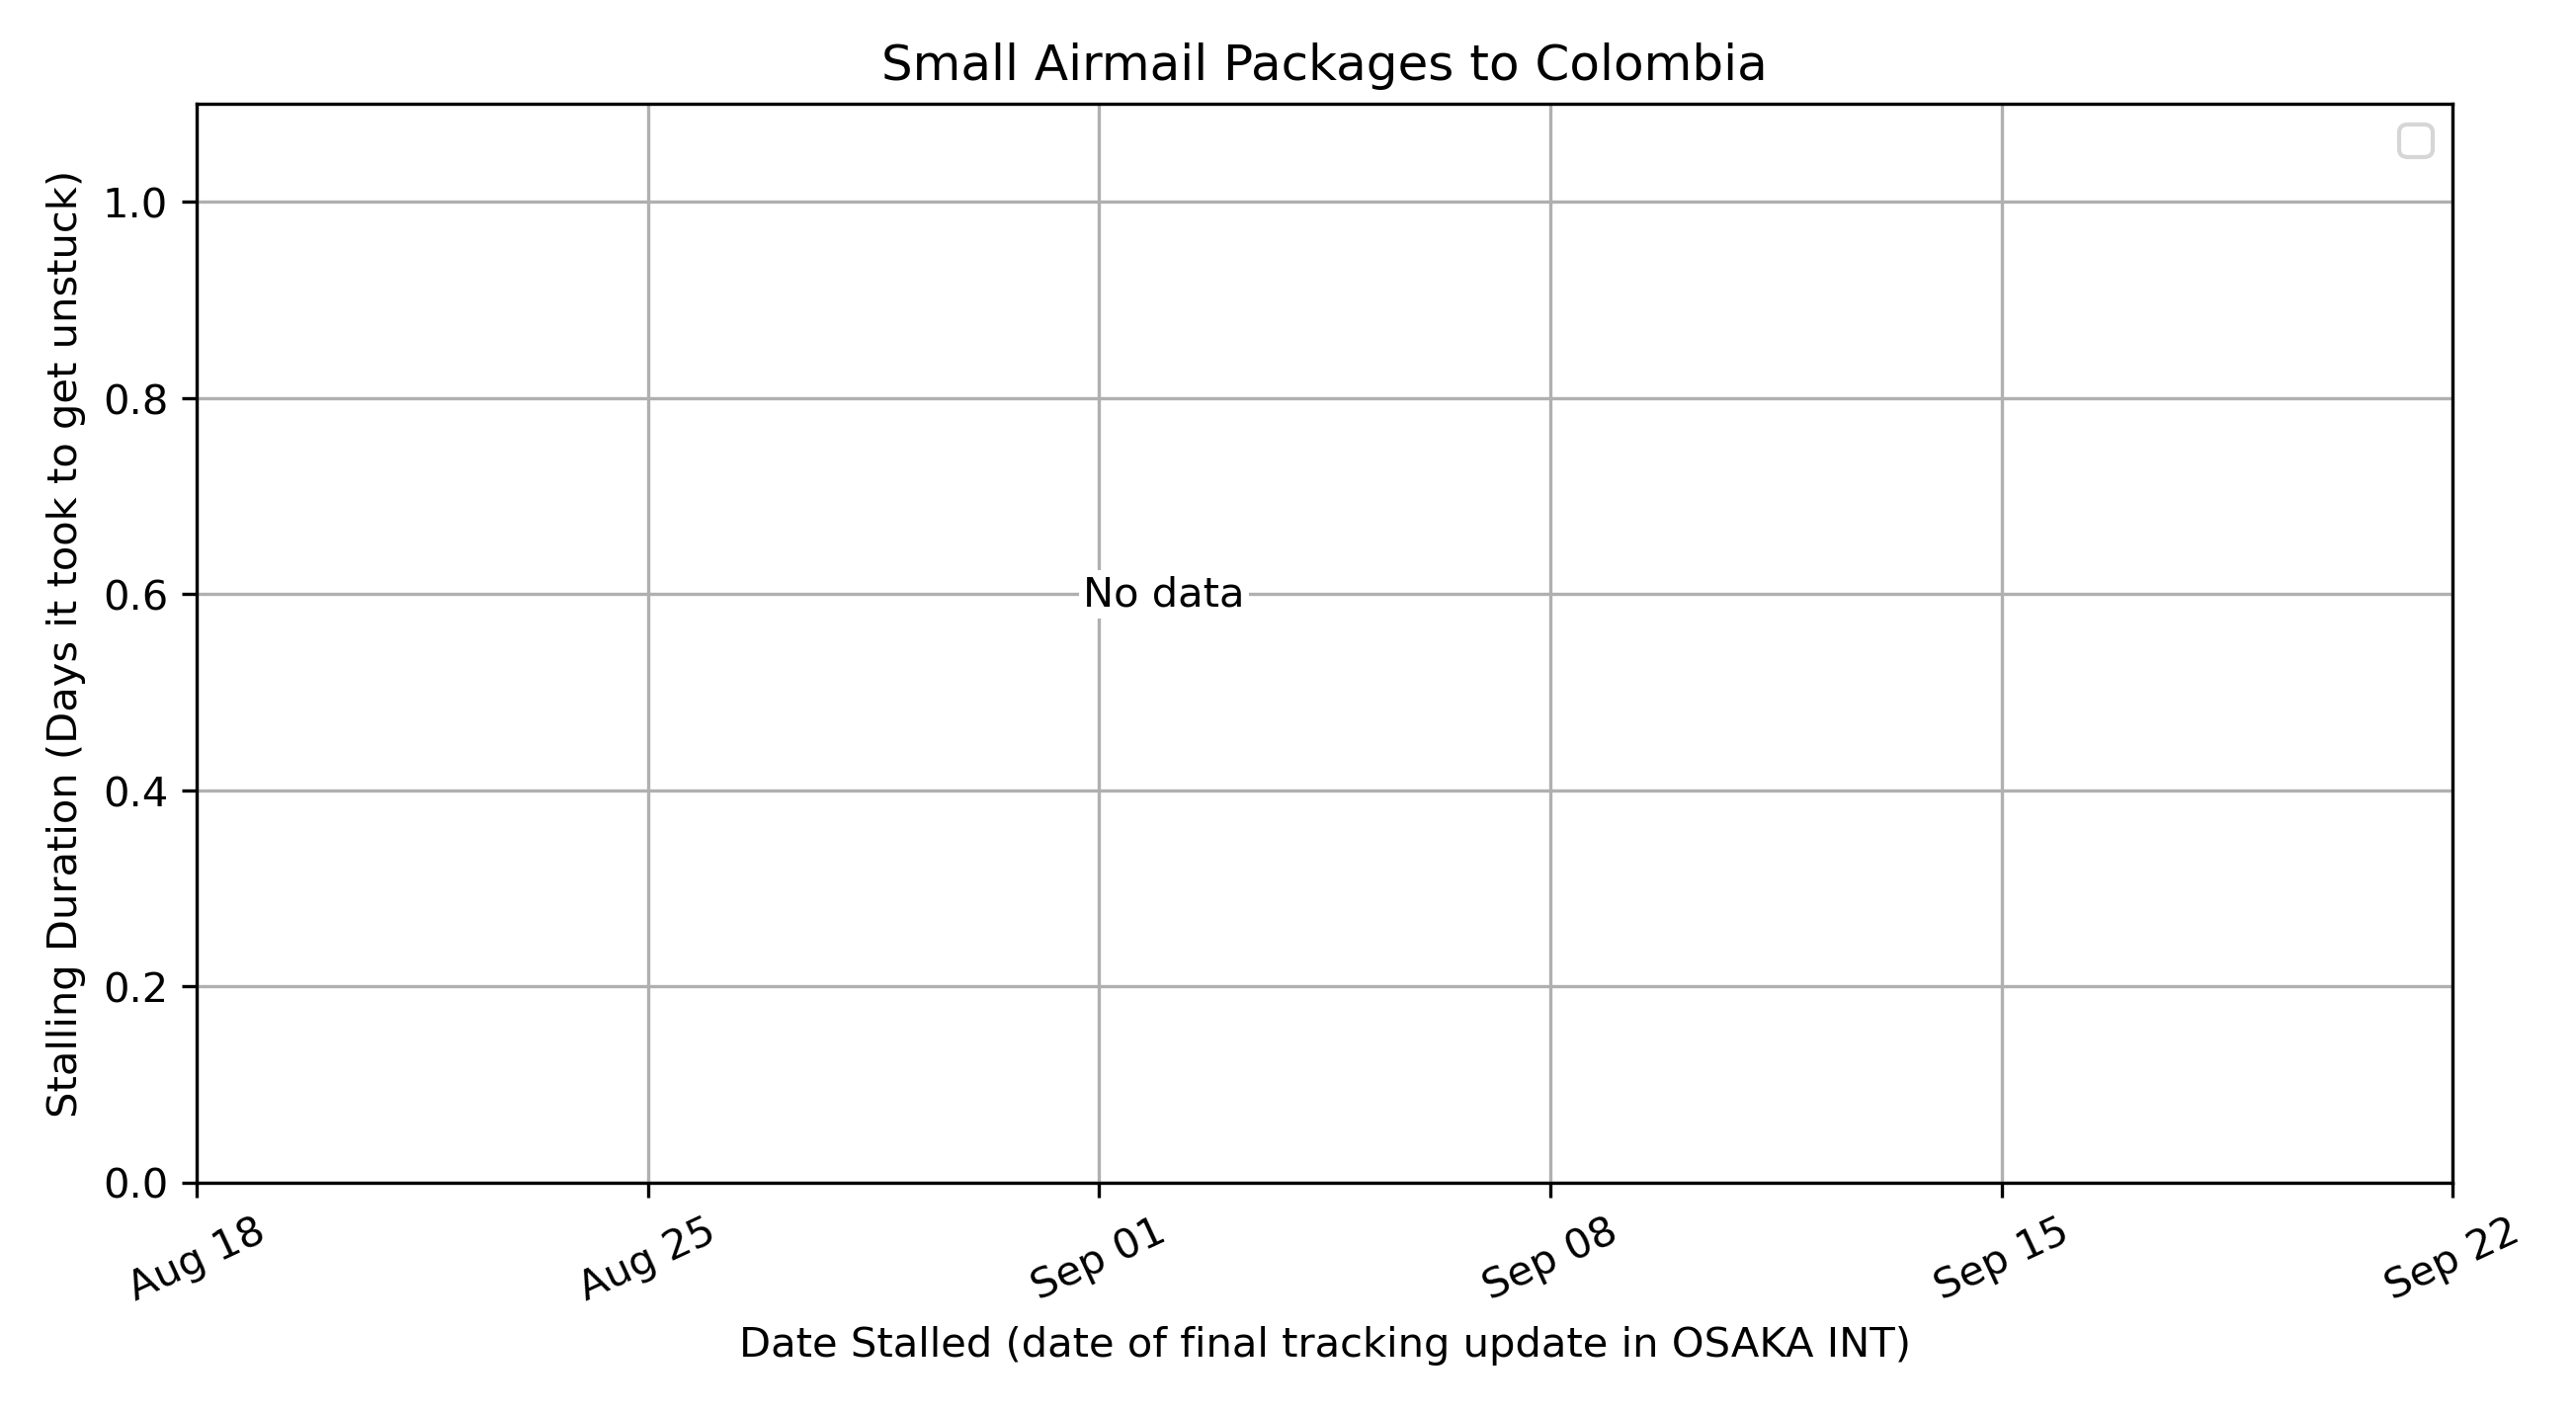 Small Airmail Packages to Colombia
Stalling Duration (Days it took to get unstuck)
1.0
0.8
0.6
0.4
0.2
0.0
No data
Aug 18
Aug 25
Sep 01
Sep 08
Sep 15
Sep 22
Date Stalled (date of final tracking update in OSAKA INT)